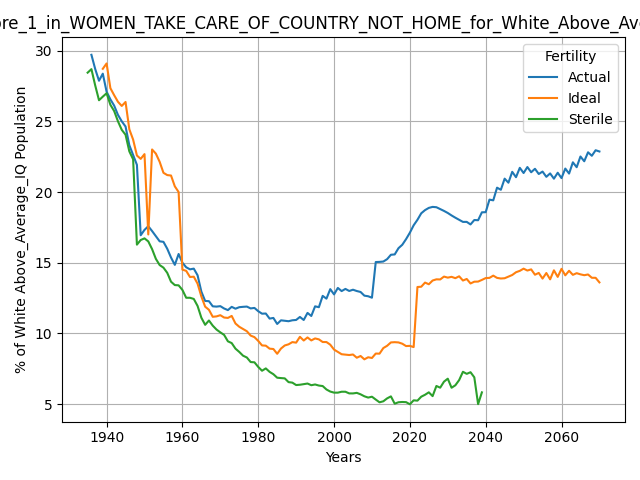 ore_1_in_WOMEN_TAKE_CARE_OF_COUNTRY_NOT_HOME_for_White_Above_Ave
% of White Above_Average_IQ Population
30
25
20
15
10
5
Fertility
Actual
Ideal
Sterile
1940 1960 1980 2000 2020 2040 2060
Years